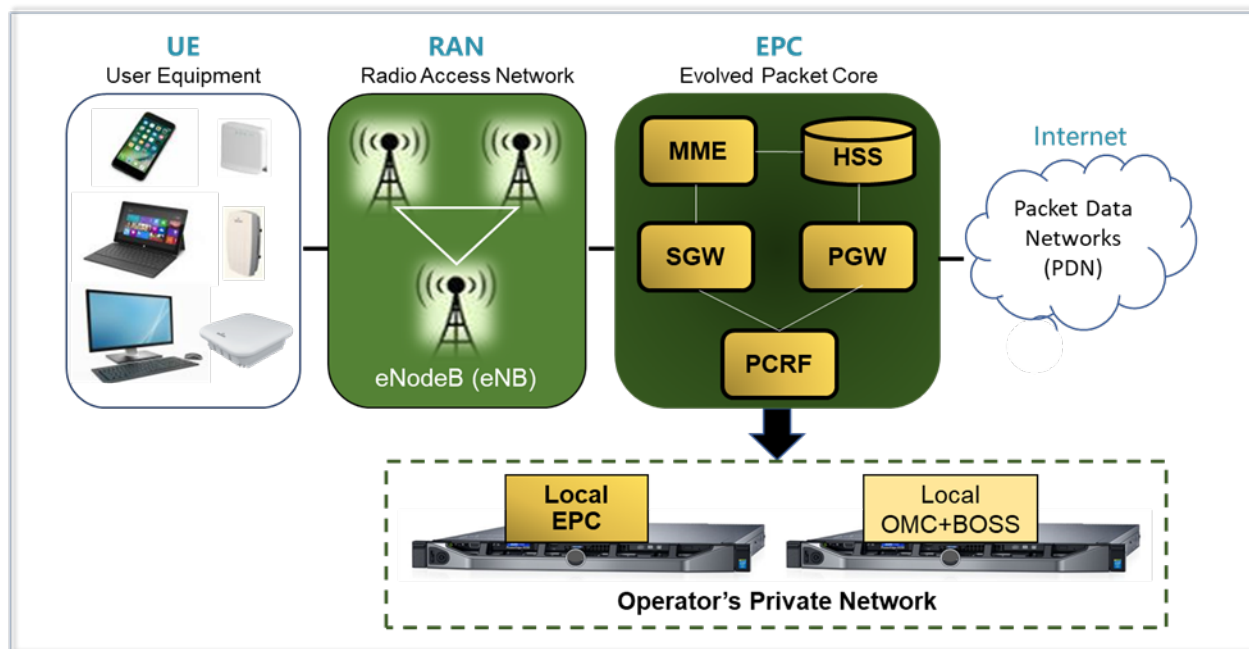 UE
User Equipment
RAN
Radio Access Network
eNodeB (eNB)
EPC
Evolved Packet Core
MME
HSS
SGW
PGW
PCRF
Internet
Packet Data
Networks
(PDN)
Local
EPC
Local
OMC+BOSS
Operator's Private Network